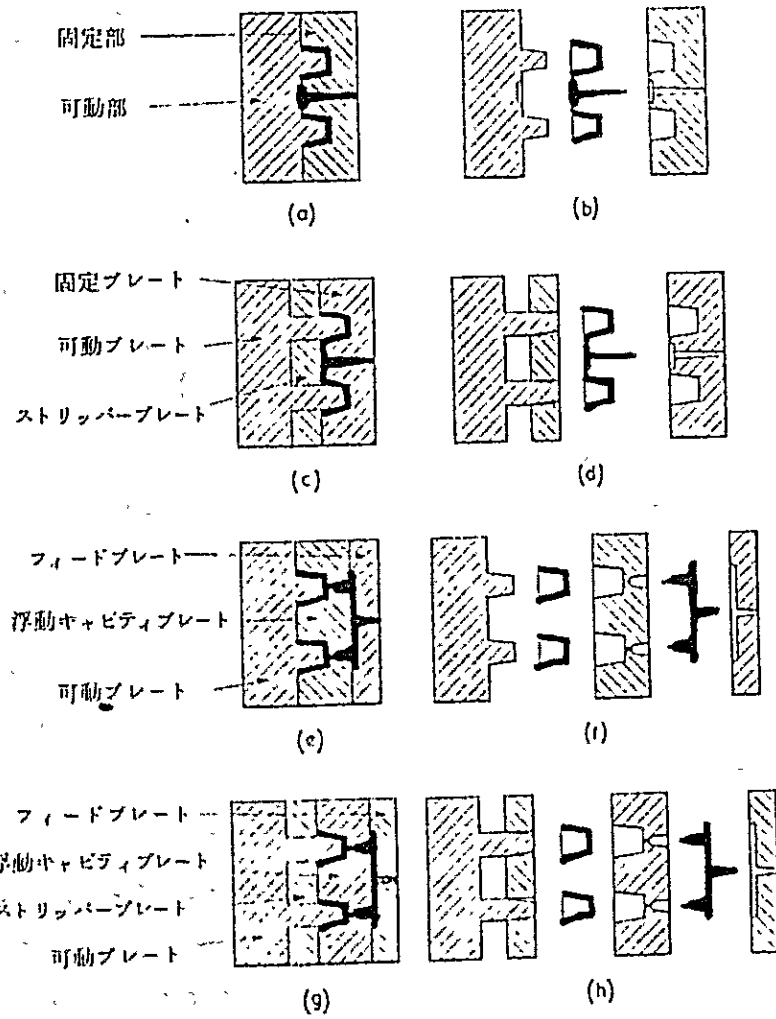 固定部
可動部
(a)
(b)
固定プレート
可動プレート
ストリッパープレート
(c)
(d)
フィードプレート
浮動キャビティプレート
可動プレート
(e)
(f)
フィードプレート
浮動キャビティプレート
ストリッパープレート
可動プレート
(g)
(h)